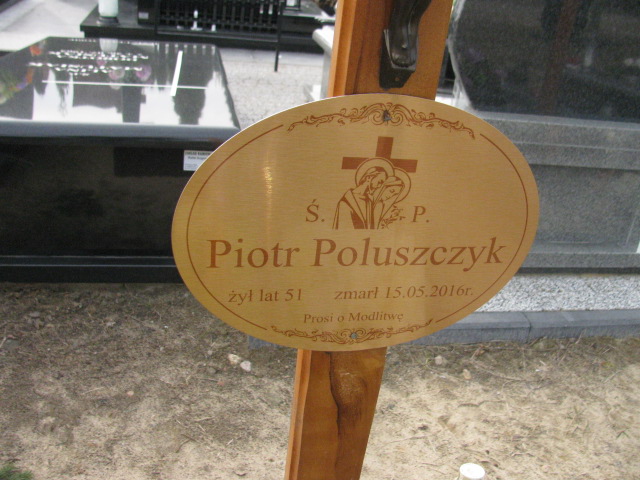 Ś. P.
Piotr Poluszczyk
żył lat 51 zmarł 15.05.2016r.
Prosi o Modlitwę